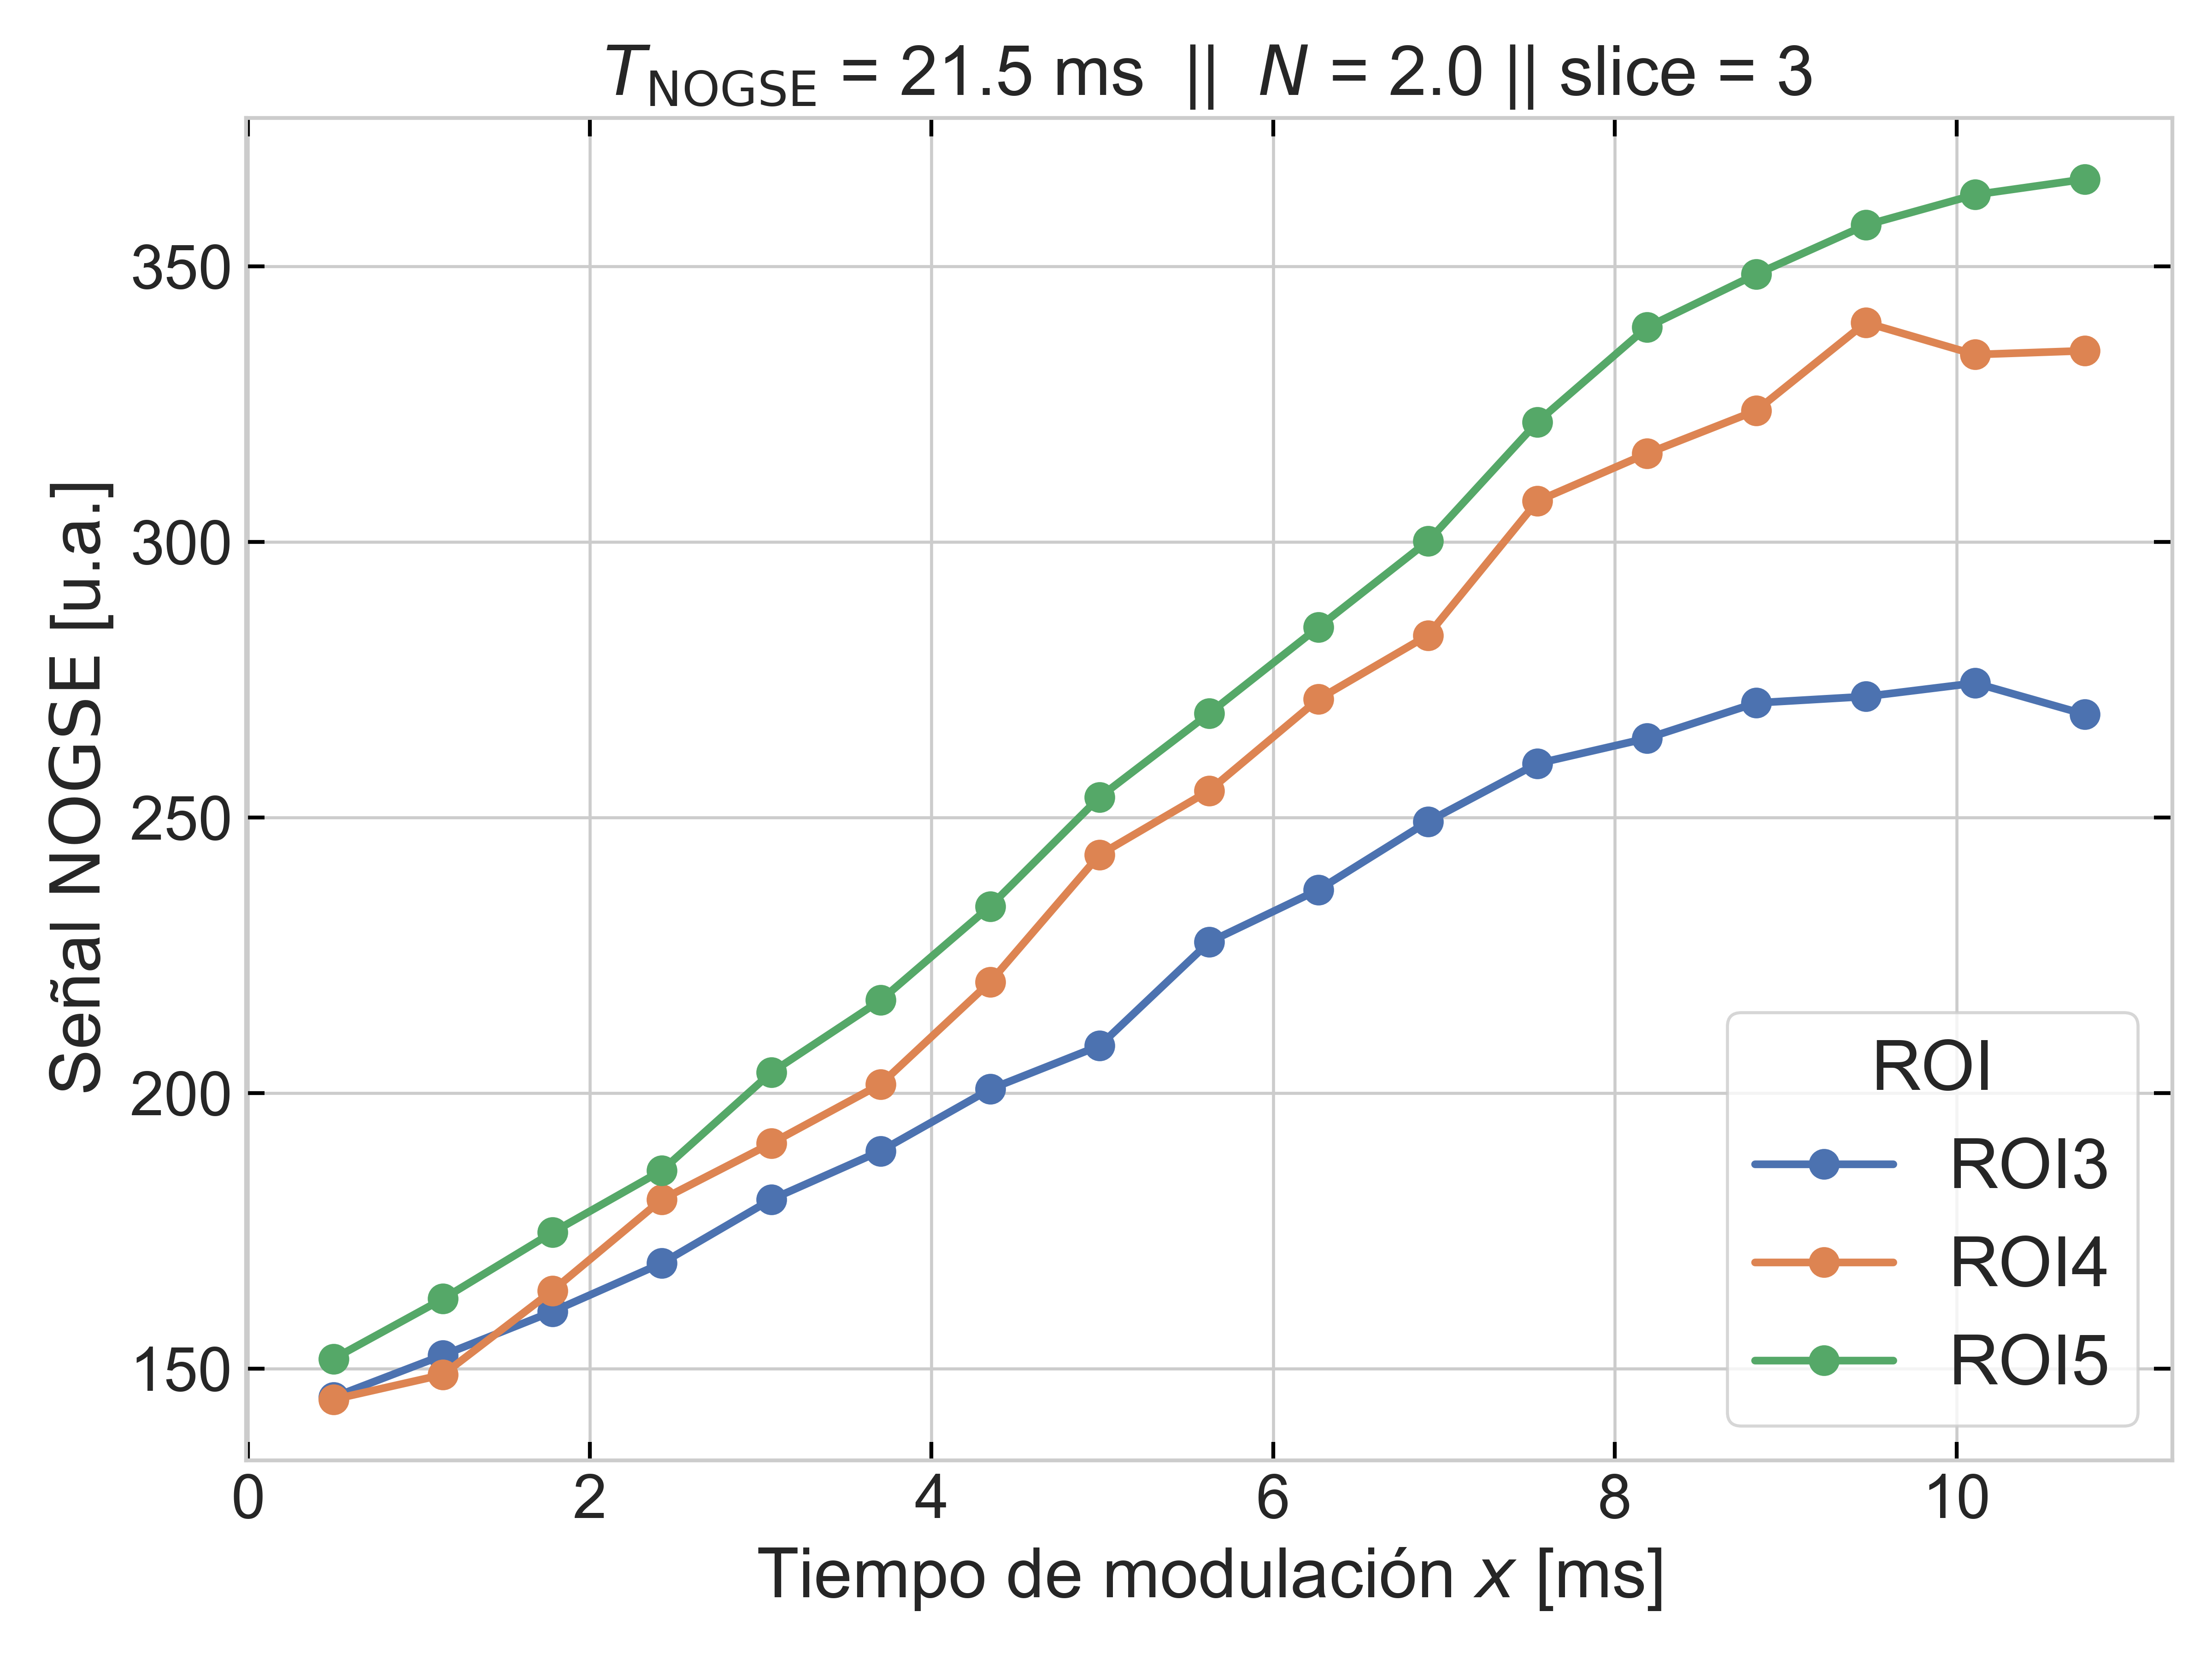 T_NOGSE = 21.5 ms || N = 2.0 || slice = 3
Señal NOGSE [u.a.]
350
300
250
200
150
ROI
ROI3
ROI4
ROI5
0 2 4 6 8 10
Tiempo de modulación x [ms]